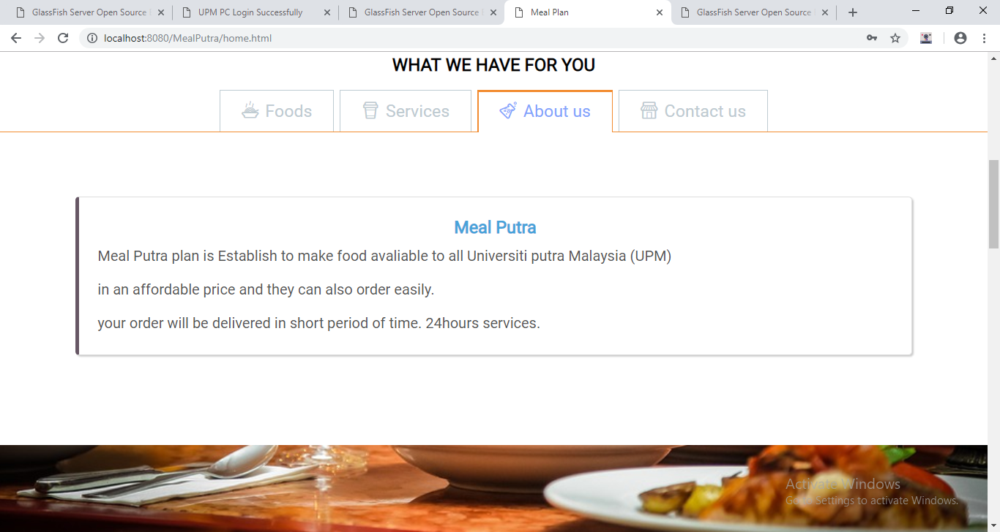 GlassFish Server Open Source
UPM PC Login Successfully
GlassFish Server Open Source
Meal Plan
GlassFish Server Open Source
localhost:8080/MealPutra/home.html
WHAT WE HAVE FOR YOU
Foods
Services
About us
Contact us
Meal Putra
Meal Putra plan is Establish to make food avaliable to all Universiti putra Malaysia (UPM)
in an affordable price and they can also order easily.
your order will be delivered in short period of time. 24hours services.
Activate Windows
Go to Settings to activate Windows.